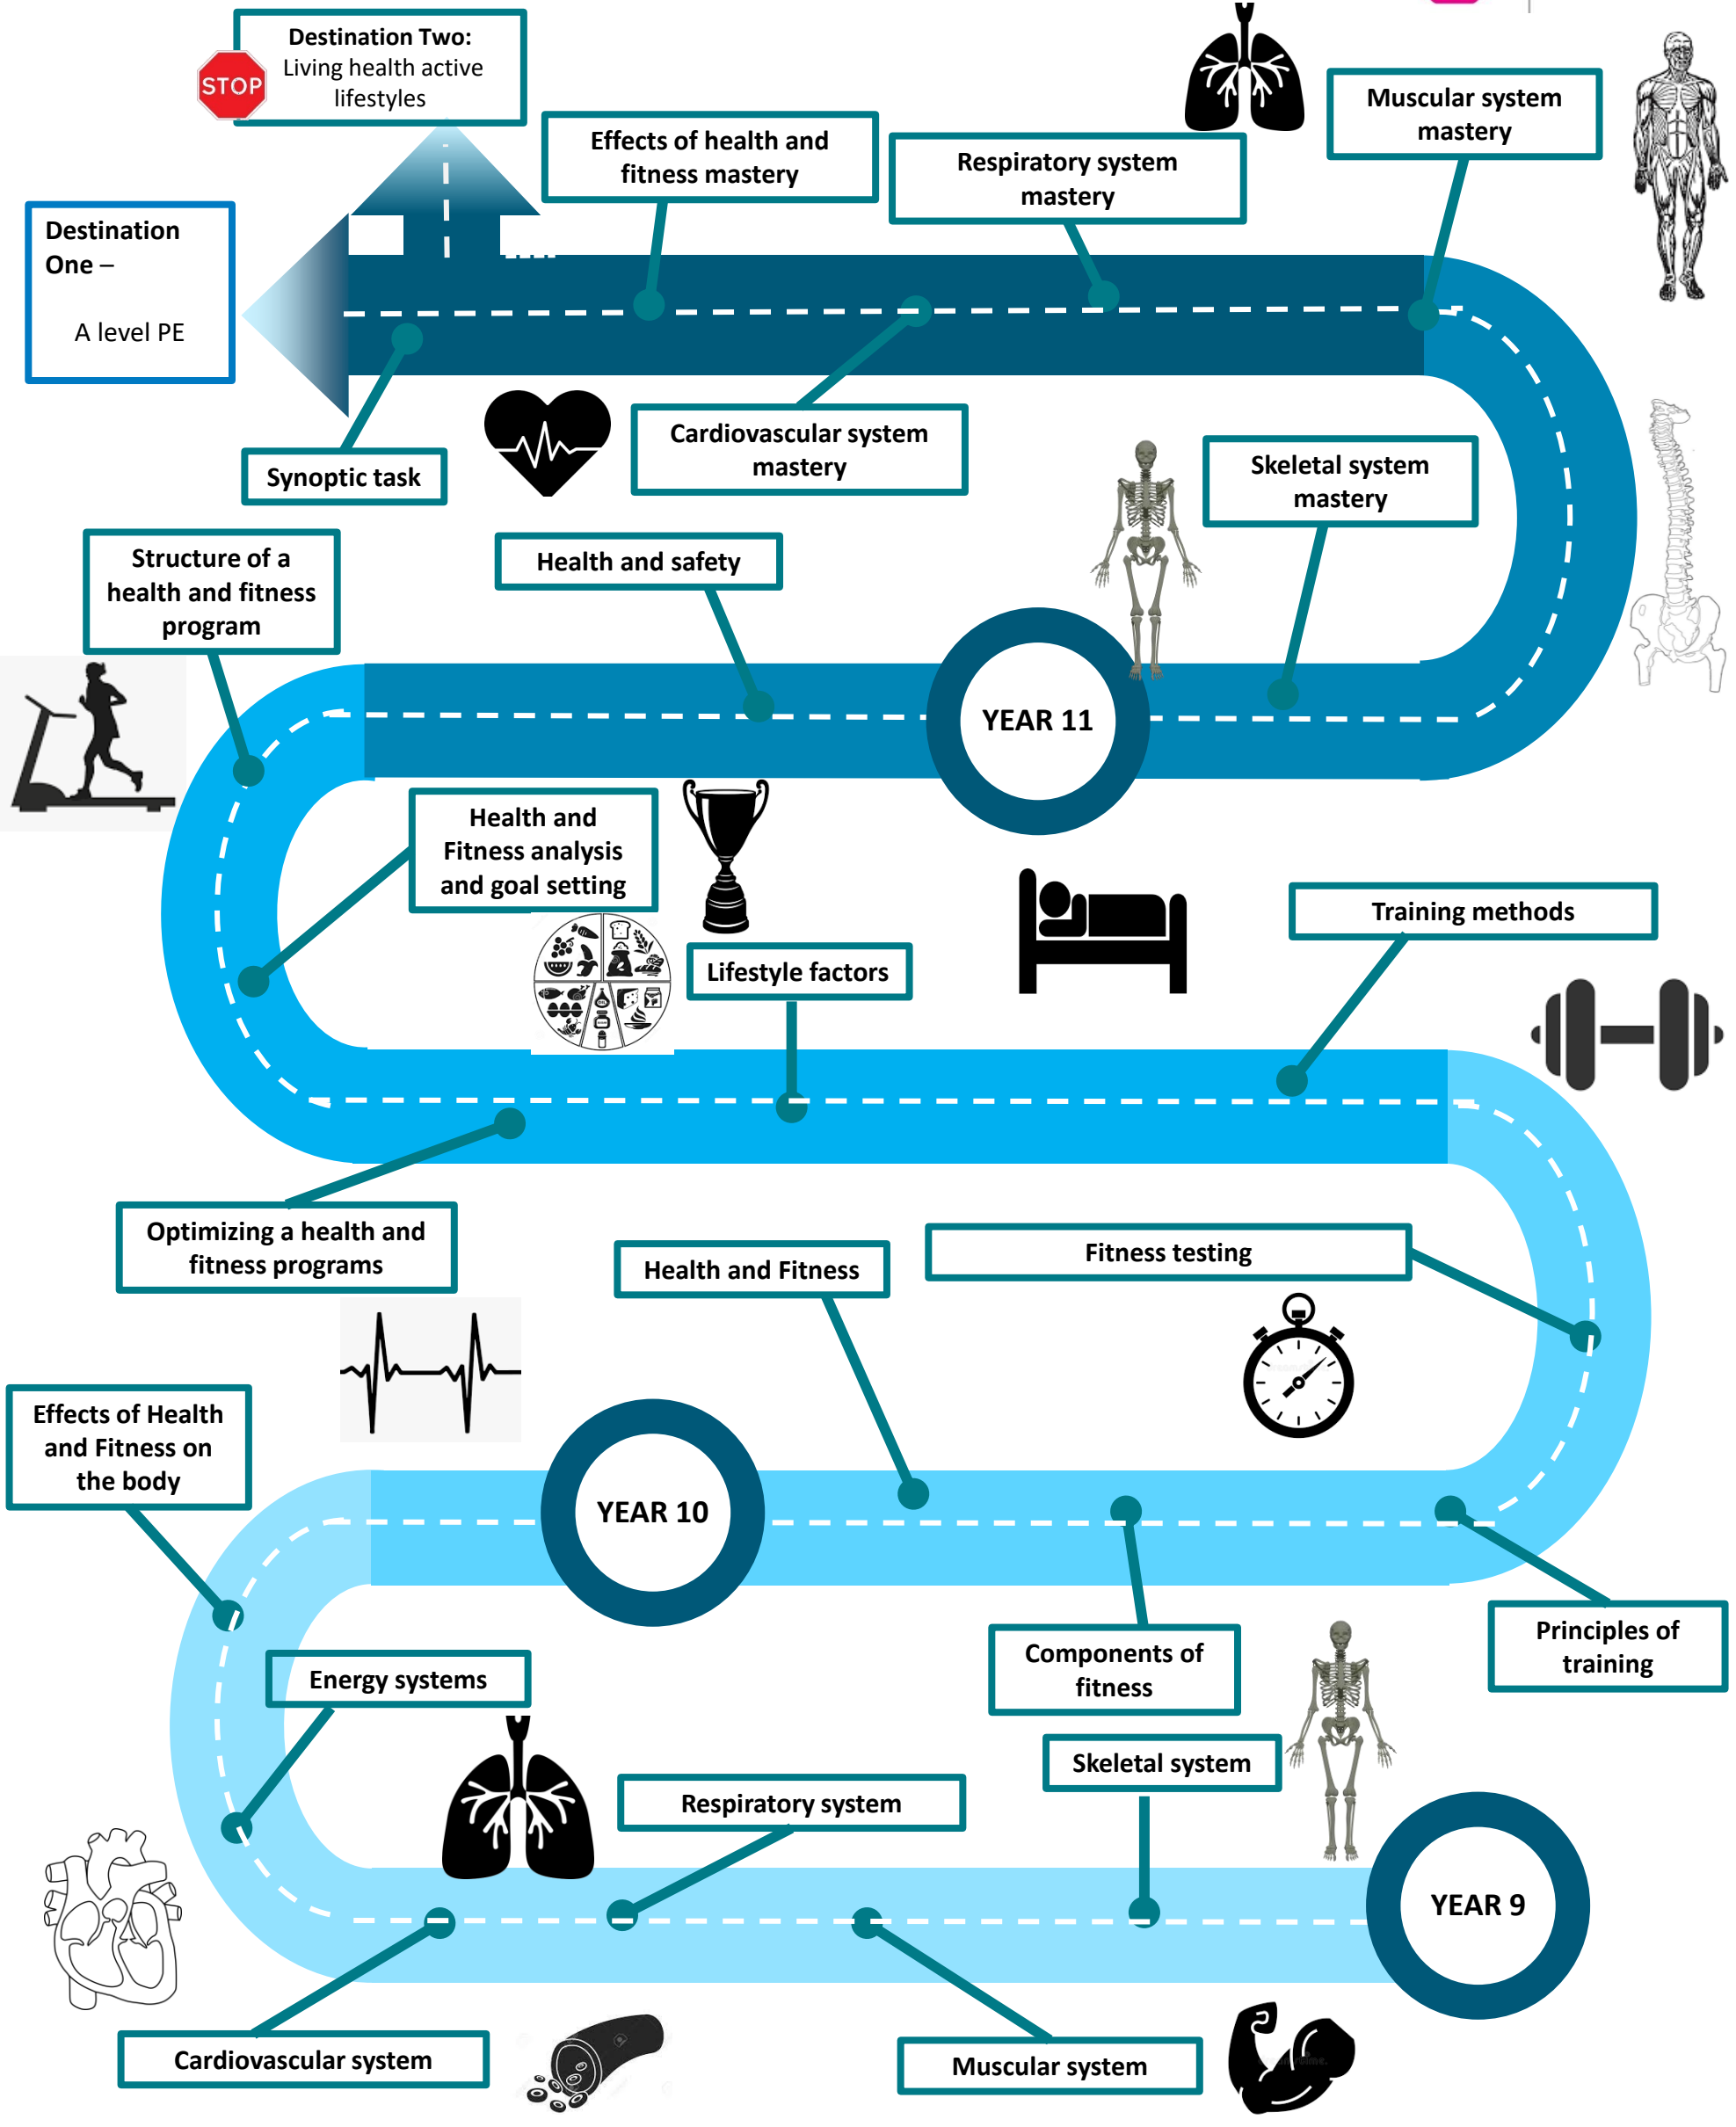 Destination Two:
Living health active
lifestyles
STOP
Muscular system
mastery
Effects of health and
fitness mastery
Respiratory system
mastery
Destination
One –
A level PE
Cardiovascular system
mastery
Skeletal system
mastery
Synoptic task
Structure of a
health and fitness
program
Health and safety
YEAR 11
Health and
Fitness analysis
and goal setting
Training methods
Lifestyle factors
Optimizing a health and
fitness programs
Health and Fitness
Fitness testing
Effects of Health
and Fitness on
the body
YEAR 10
Components of
fitness
Principles of
training
Energy systems
Skeletal system
Respiratory system
YEAR 9
Cardiovascular system
Muscular system